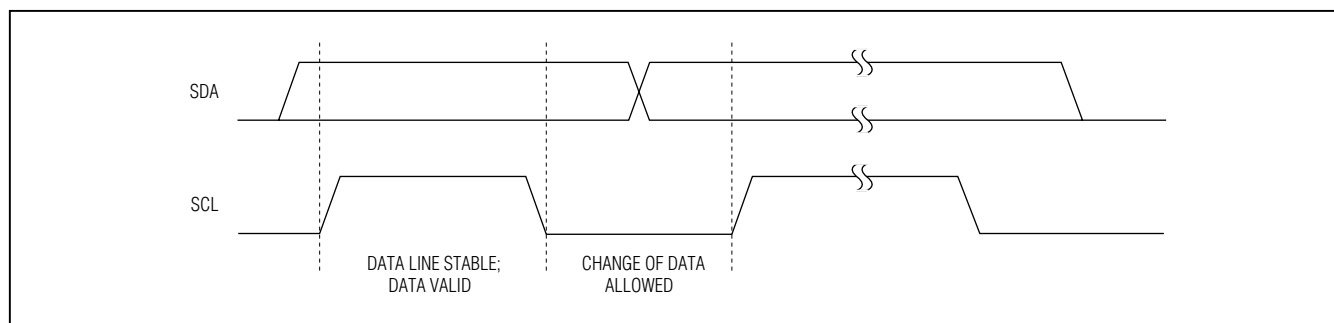 SDA
SCL
DATA LINE STABLE;
DATA VALID
CHANGE OF DATA
ALLOWED